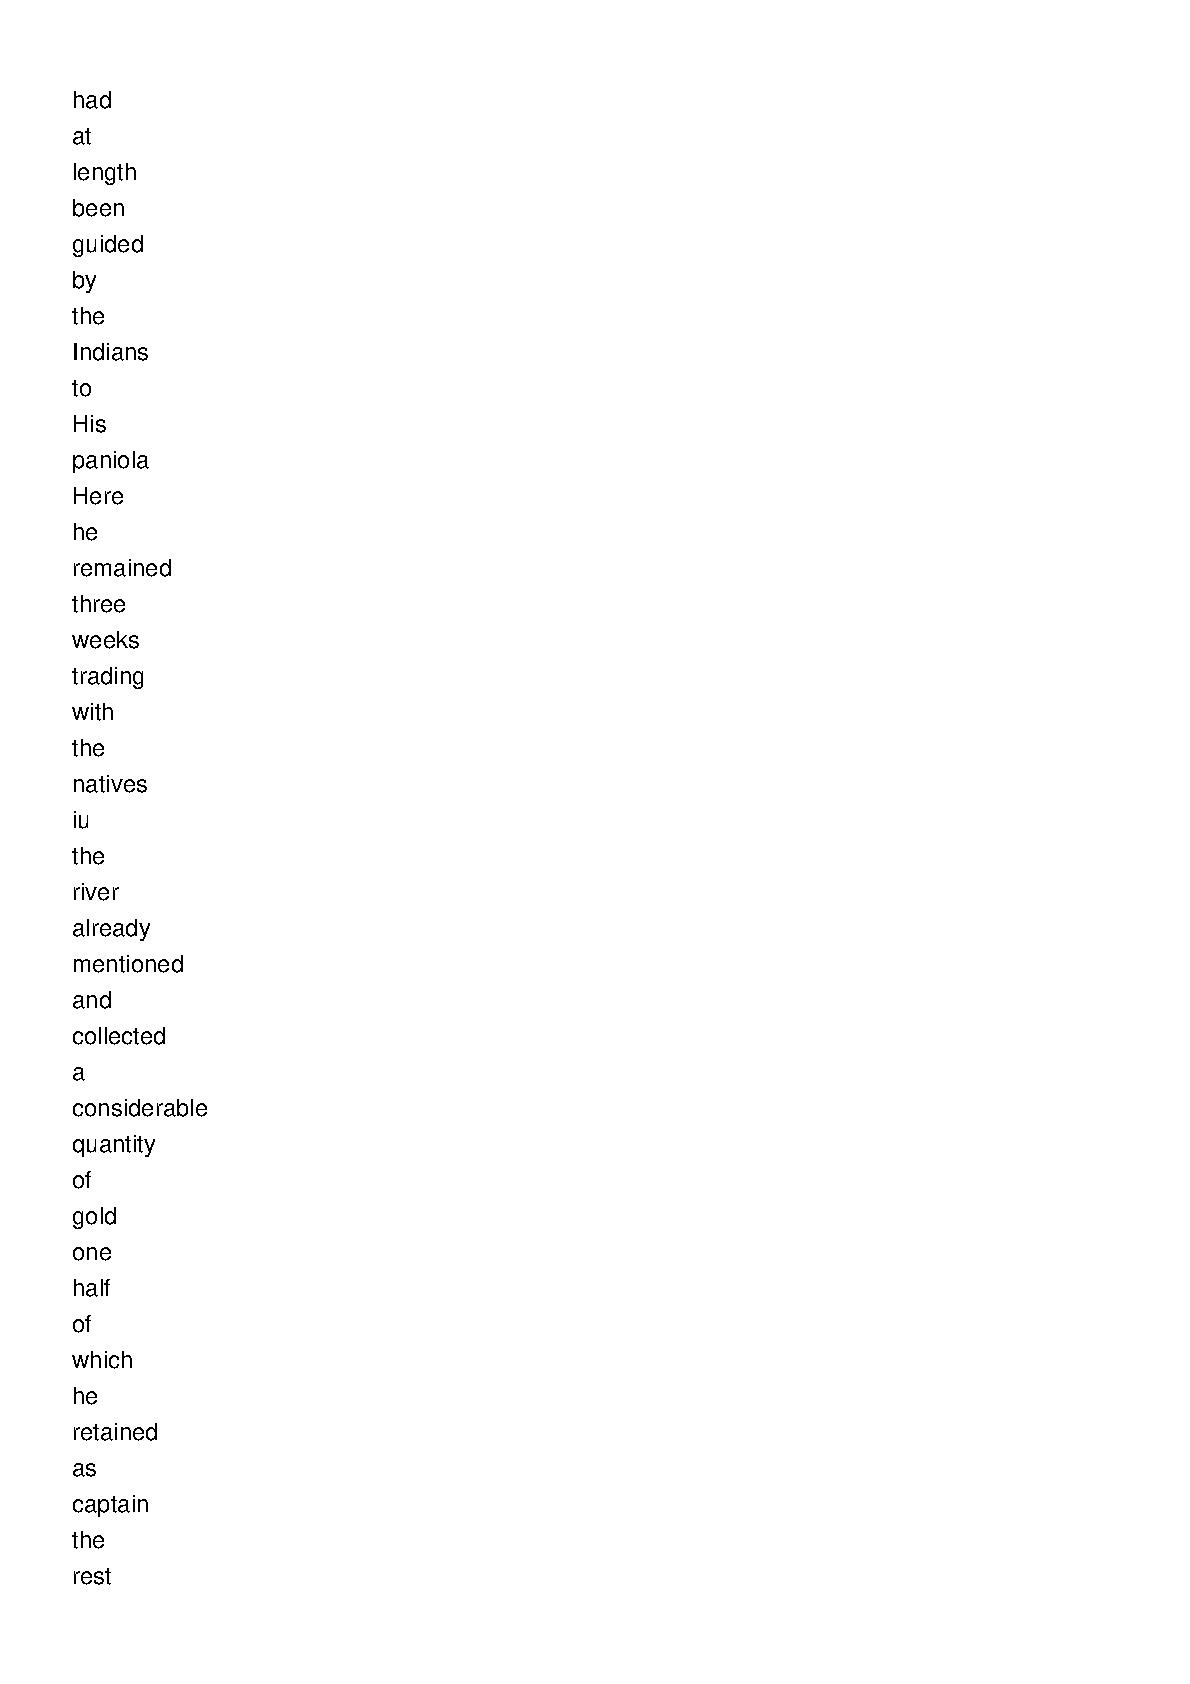 had
at
length
been
guided
by
the
Indians
to
His
paniola
Here
he
remained
three
weeks
trading
with
the
natives
iu
the
river
already
mentioned
and
collected
a
considerable
quantity
of
gold
one
half
of
which
he
retained
as
captain
the
rest